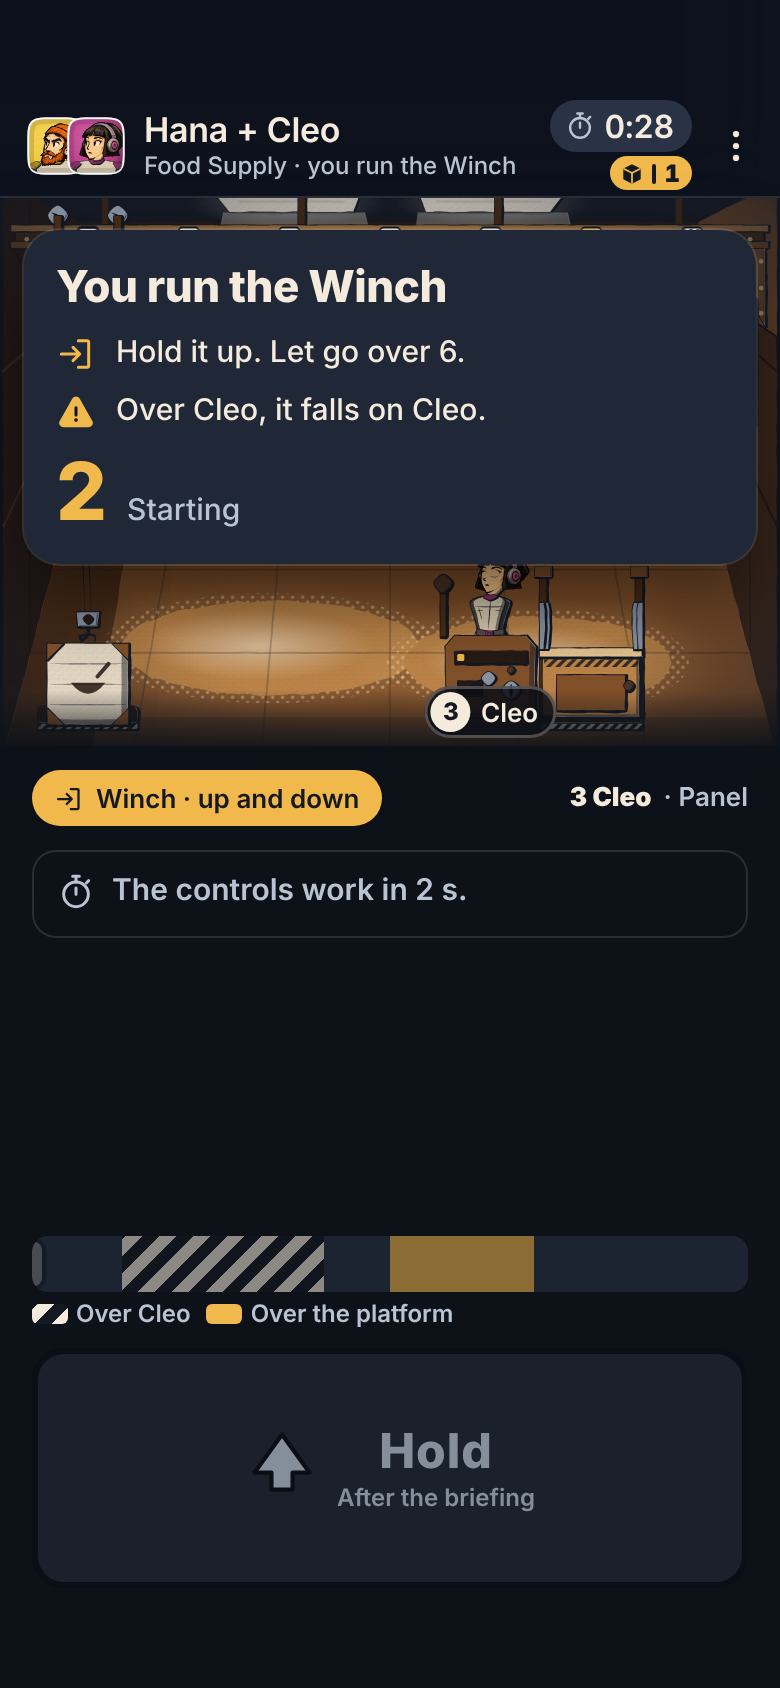 Hana + Cleo
Food Supply · you run the Winch
0:28
1
You run the Winch
Hold it up. Let go over 6.
Over Cleo, it falls on Cleo.
2 Starting
3 Cleo
Winch · up and down
3 Cleo · Panel
The controls work in 2 s.
Over Cleo
Over the platform
Hold
After the briefing